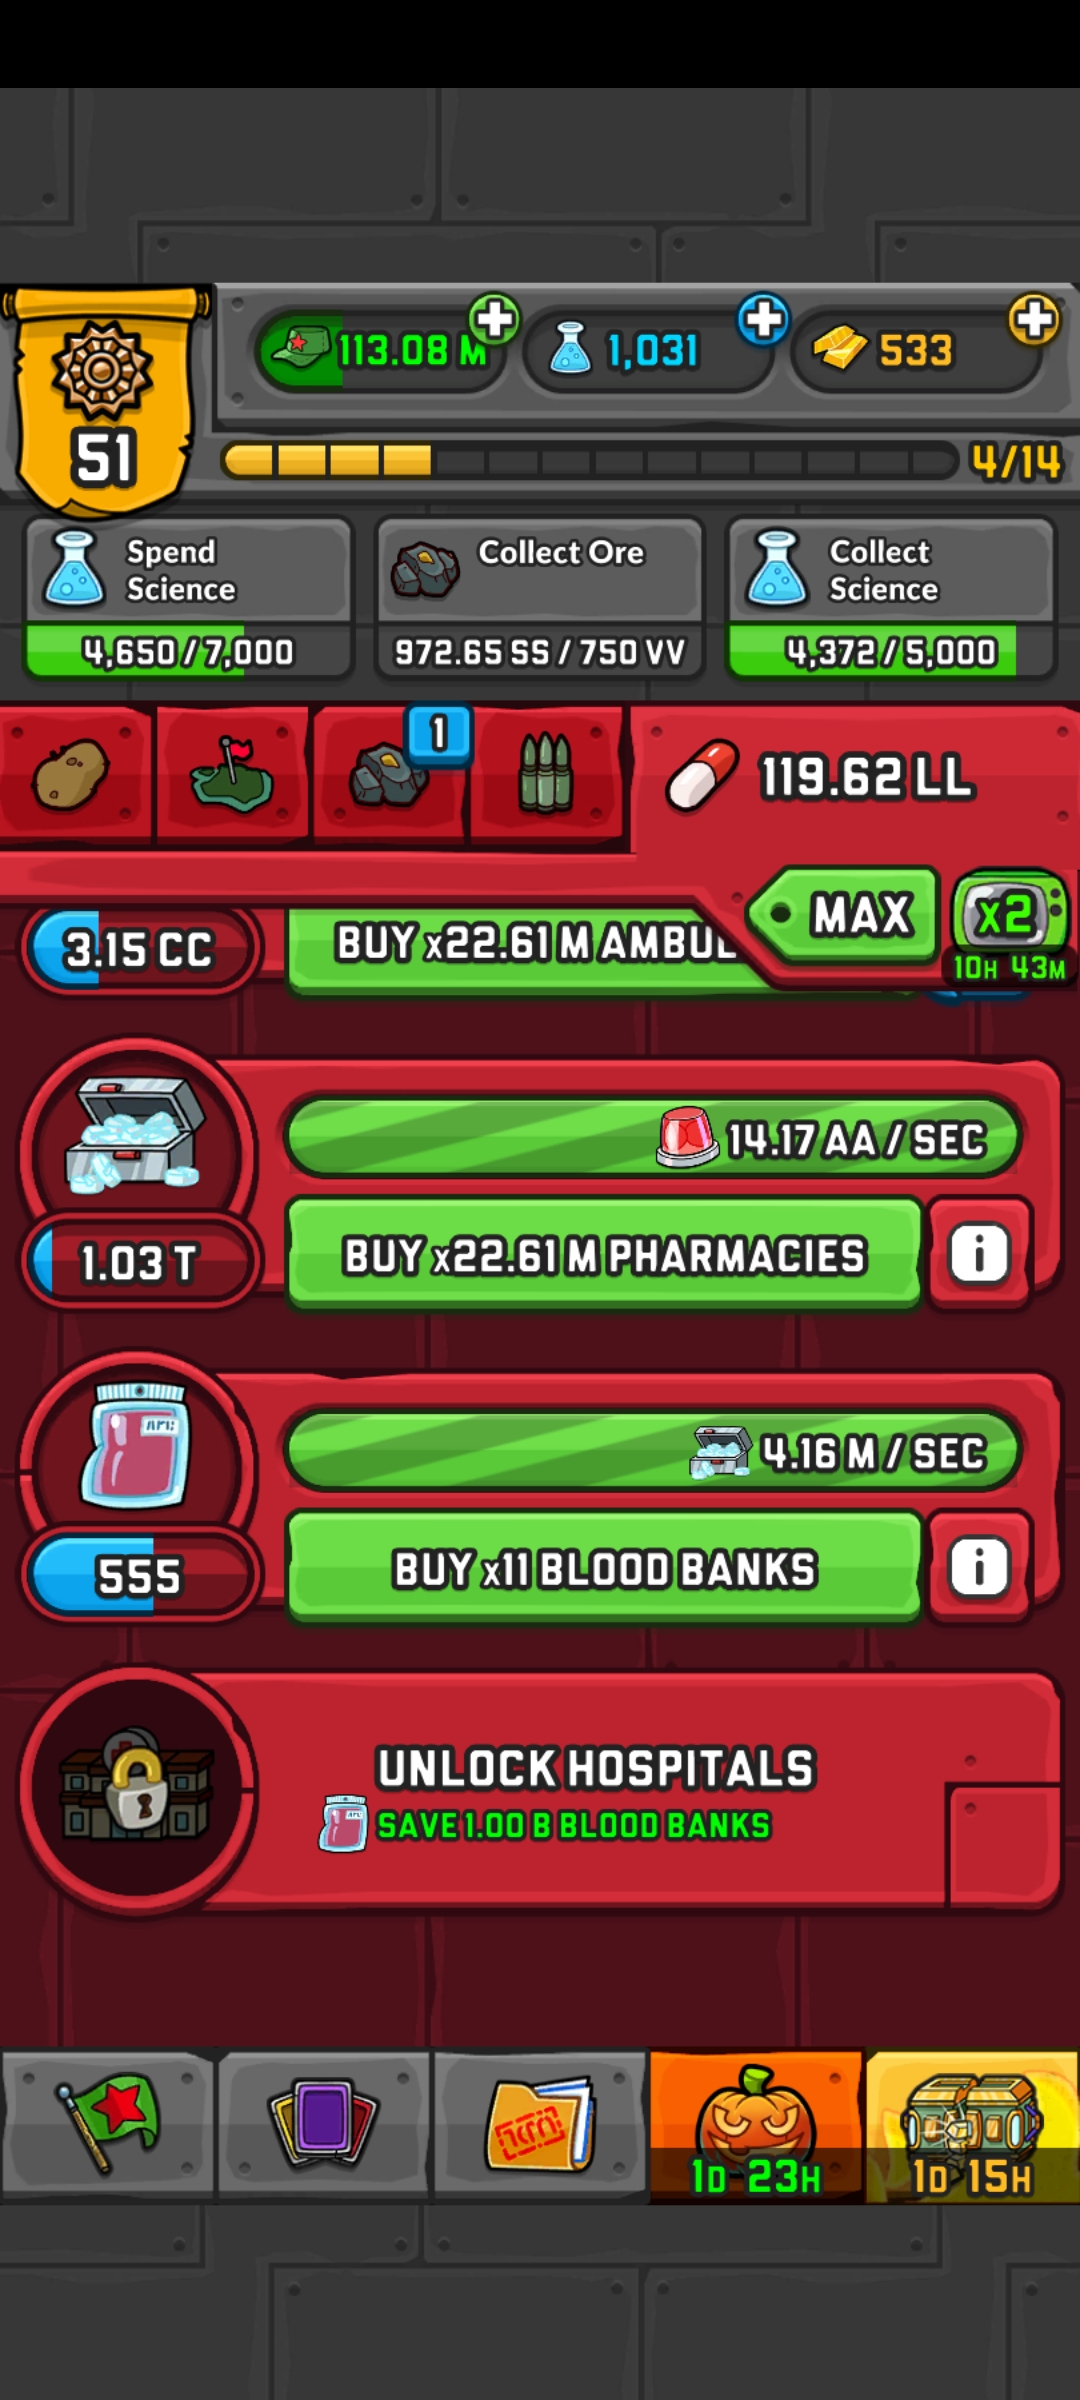 113.08 M
1,031
533
51
4/14
Spend
Science
4,650 / 7,000
Collect Ore
972.65 SS / 750 VV
Collect
Science
4,372 / 5,000
1
119.62 LL
MAX
x2
10H 43M
3.15 CC
BUY x22.61 M AMBUL
14.17 AA / SEC
1.03 T
BUY x22.61 M PHARMACIES
i
4.16 M / SEC
555
BUY x11 BLOOD BANKS
i
UNLOCK HOSPITALS
SAVE 1.00 B BLOOD BANKS
1D 23H
1D 15H